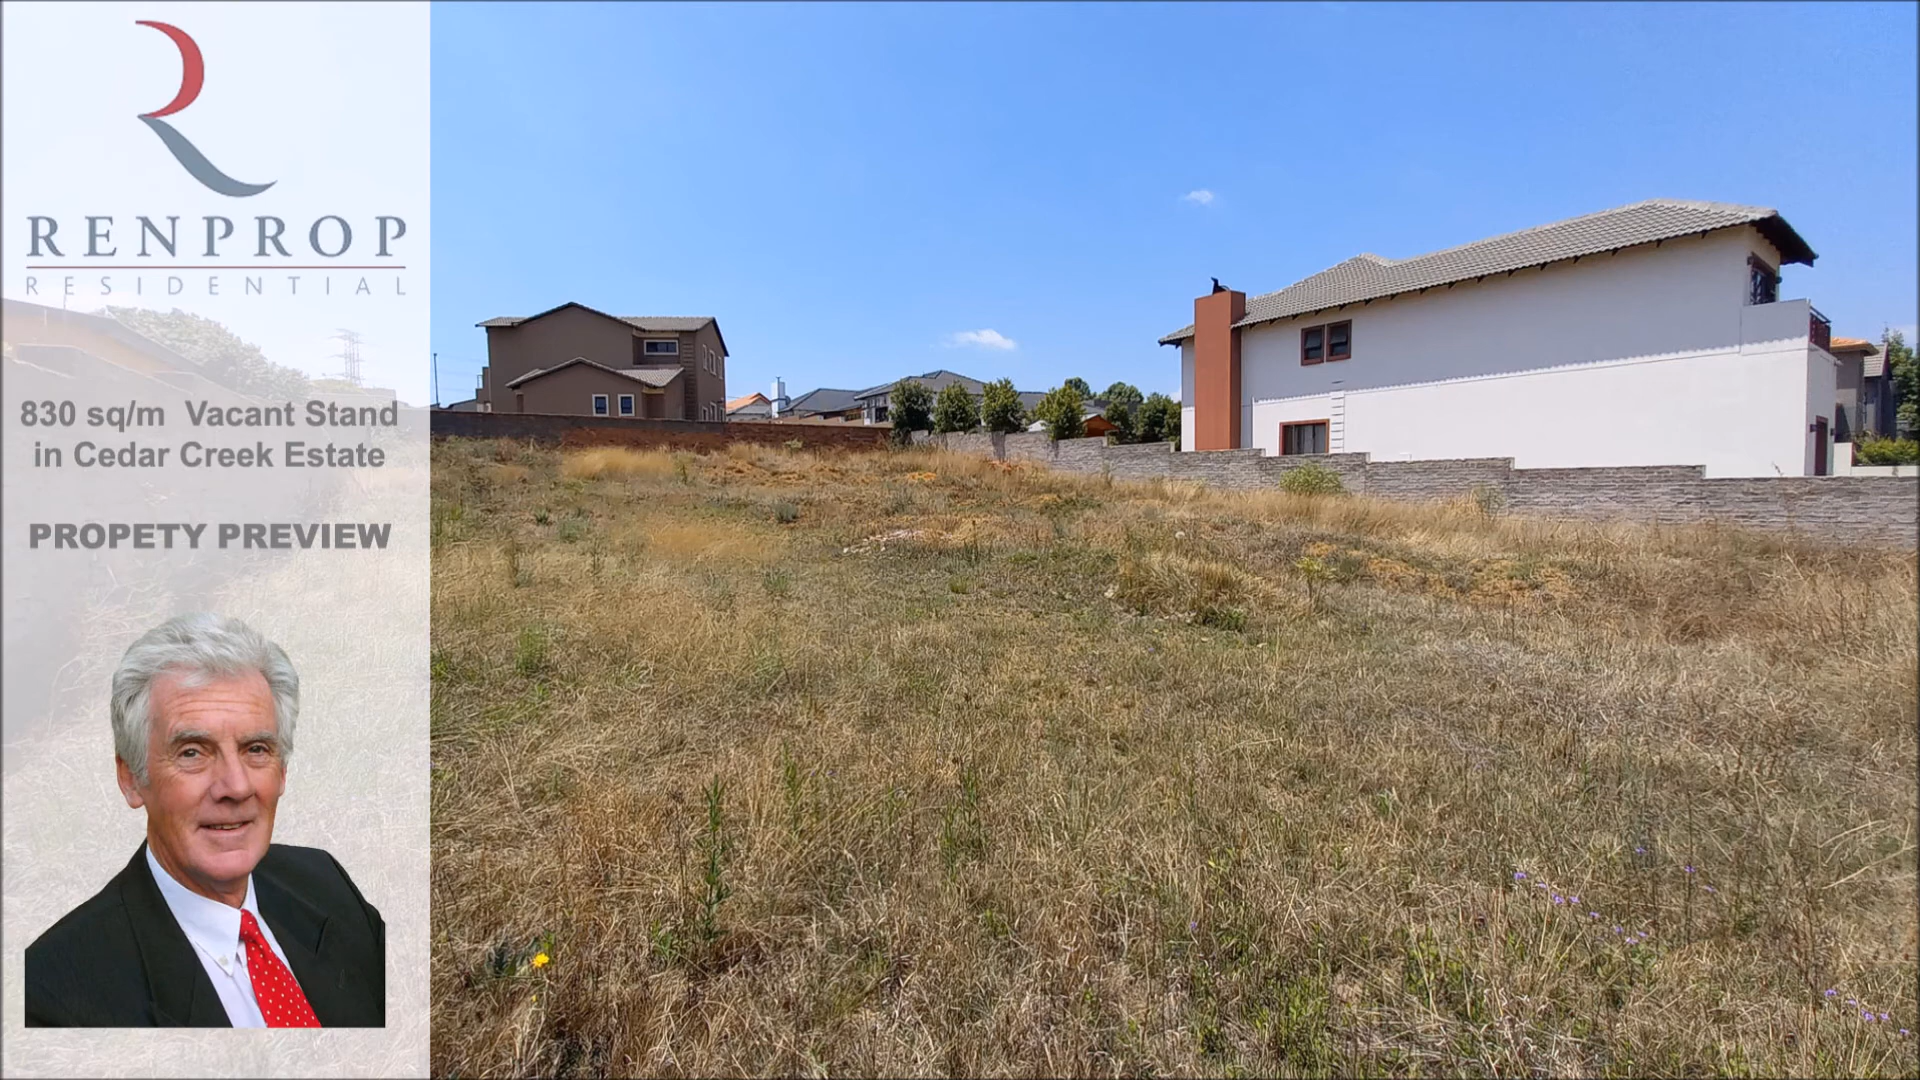 RENPROP
RESIDENTIAL
830 sq/m Vacant Stand
in Cedar Creek Estate
PROPETY PREVIEW